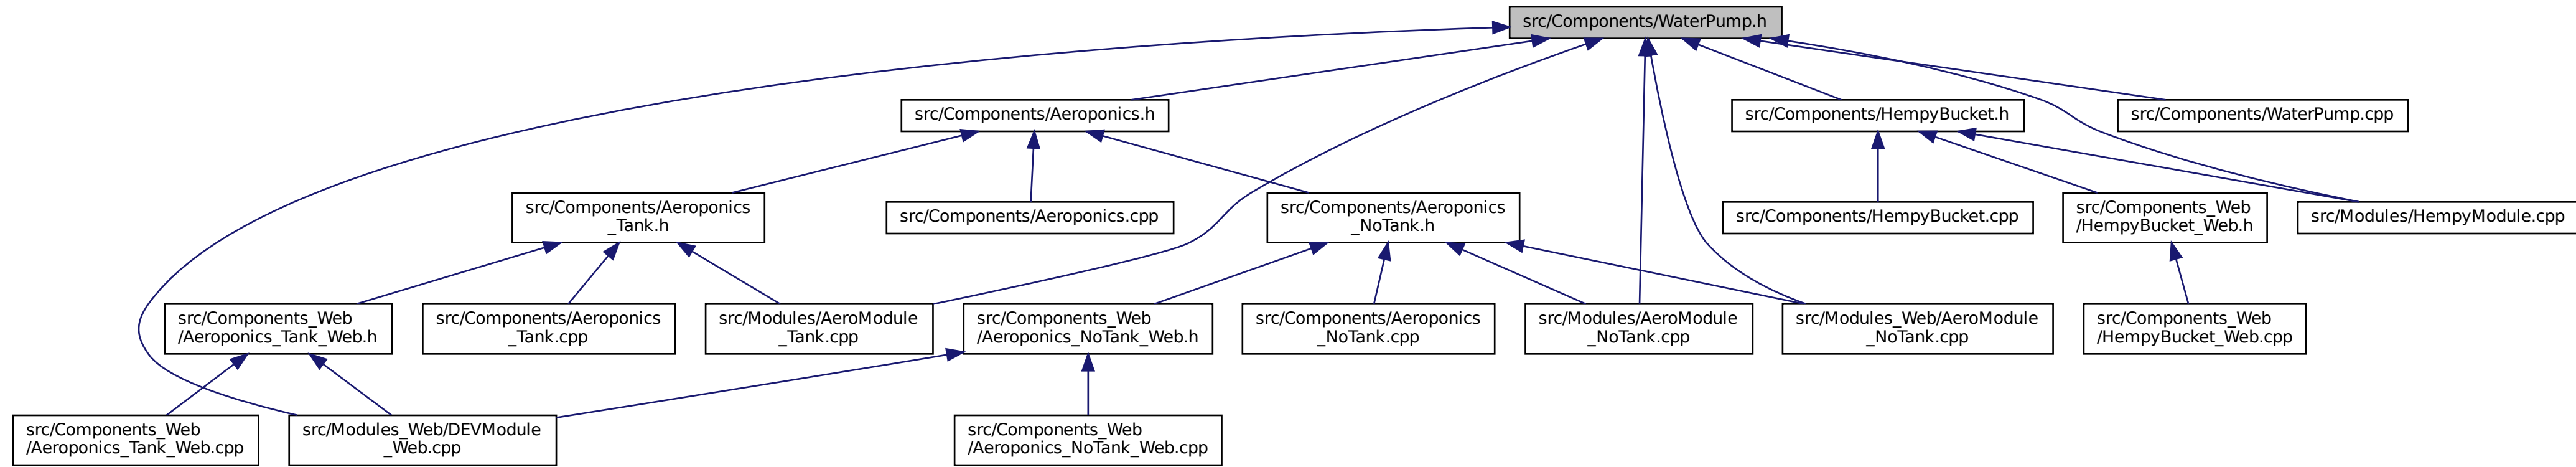 src/Components/WaterPump.h
src/Components/Aeroponics.h
src/Components/HempyBucket.h
src/Components/WaterPump.cpp
src/Components/Aeroponics
_Tank.h
src/Components/Aeroponics.cpp
src/Components/Aeroponics
_NoTank.h
src/Components/HempyBucket.cpp
src/Components_Web
/HempyBucket_Web.h
src/Modules/HempyModule.cpp
src/Components_Web
/Aeroponics_Tank_Web.h
src/Components/Aeroponics
_Tank.cpp
src/Modules/AeroModule
_Tank.cpp
src/Components_Web
/Aeroponics_NoTank_Web.h
src/Components/Aeroponics
_NoTank.cpp
src/Modules/AeroModule
_NoTank.cpp
src/Modules_Web/AeroModule
_NoTank.cpp
src/Components_Web
/HempyBucket_Web.cpp
src/Components_Web
/Aeroponics_Tank_Web.cpp
src/Modules_Web/DEVModule
_Web.cpp
src/Components_Web
/Aeroponics_NoTank_Web.cpp